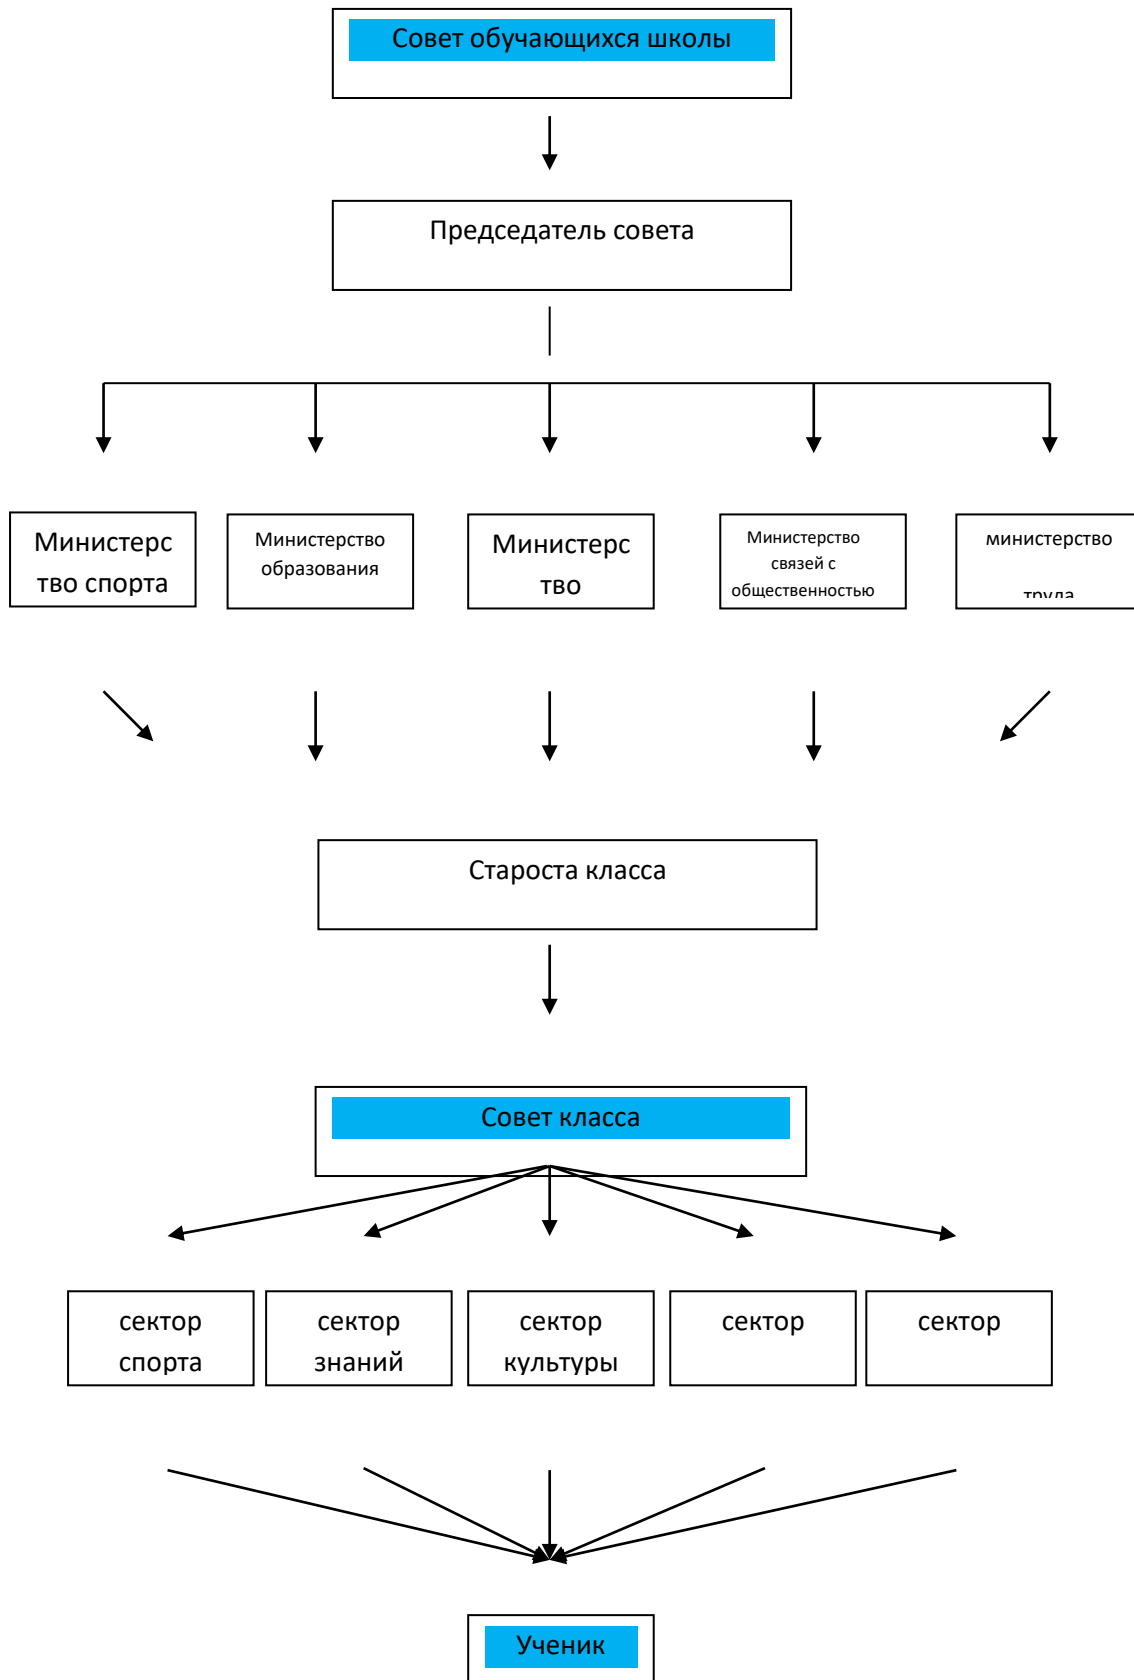 Совет обучающихся школы
Председатель совета
Министерс
тво спорта
Министерство
образования
Министерс
тво
Министерство
связей с
общественностью
министерство
труда
Староста класса
Совет класса
сектор
спорта
сектор
знаний
сектор
культуры
сектор
сектор
Ученик